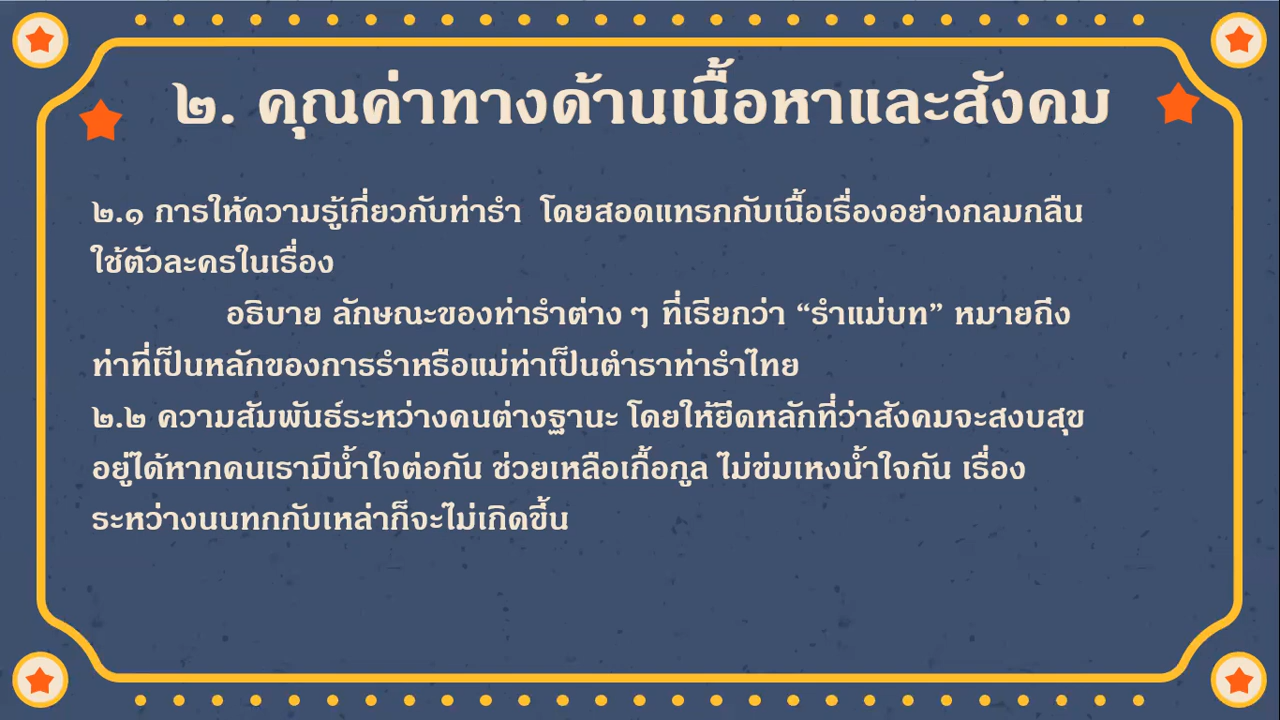 ๒. คุณค่าทางด้านเนื้อหาและสังคม
๒.๑ การให้ความรู้เกี่ยวกับท่ารำ โดยสอดแทรกกับเนื้อเรื่องอย่างกลมกลืน
ใช้ตัวละครในเรื่อง
อธิบาย ลักษณะของท่ารำต่าง ๆ ที่เรียกว่า “รำแม่บท” หมายถึง
ท่าที่เป็นหลักของการรำหรือแม่ท่าเป็นตำราท่ารำไทย
๒.๒ ความสัมพันธ์ระหว่างคนต่างฐานะ โดยให้ยึดหลักที่ว่าสังคมจะสงบสุข
อยู่ได้หากคนเรามีน้ำใจต่อกัน ช่วยเหลือเกื้อกูล ไม่ข่มเหงน้ำใจกัน เรื่อง
ระหว่างนนทกกับเหล่าก็จะไม่เกิดขึ้น